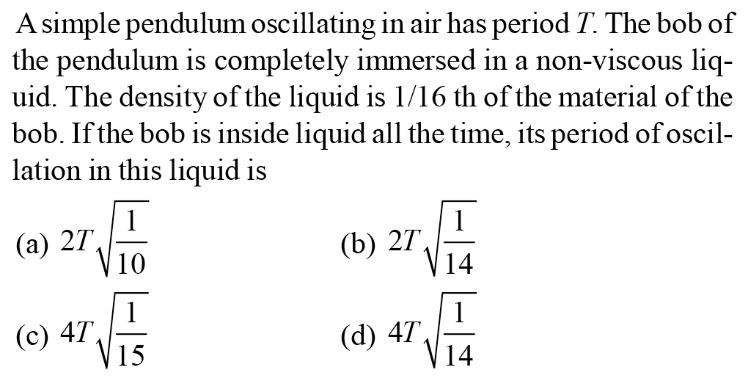 A simple pendulum oscillating in air has period T. The bob of
the pendulum is completely immersed in a non-viscous liq-
uid. The density of the liquid is 1/16 th of the material of the
bob. If the bob is inside liquid all the time, its period of oscil-
lation in this liquid is
(a) 2T√(1/10) (b) 2T√(1/14)
(c) 4T√(1/15) (d) 4T√(1/14)